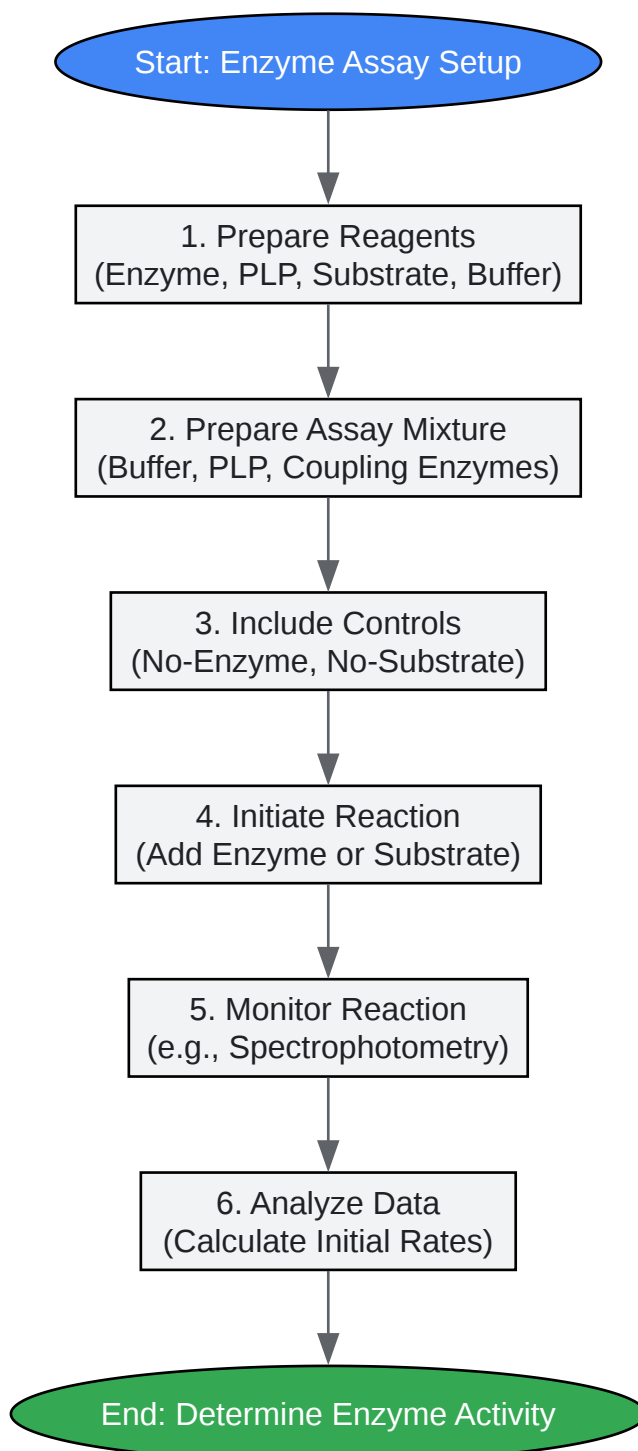 Start: Enzyme Assay Setup
1. Prepare Reagents
(Enzyme, PLP, Substrate, Buffer)
2. Prepare Assay Mixture
(Buffer, PLP, Coupling Enzymes)
3. Include Controls
(No-Enzyme, No-Substrate)
4. Initiate Reaction
(Add Enzyme or Substrate)
5. Monitor Reaction
(e.g., Spectrophotometry)
6. Analyze Data
(Calculate Initial Rates)
End: Determine Enzyme Activity